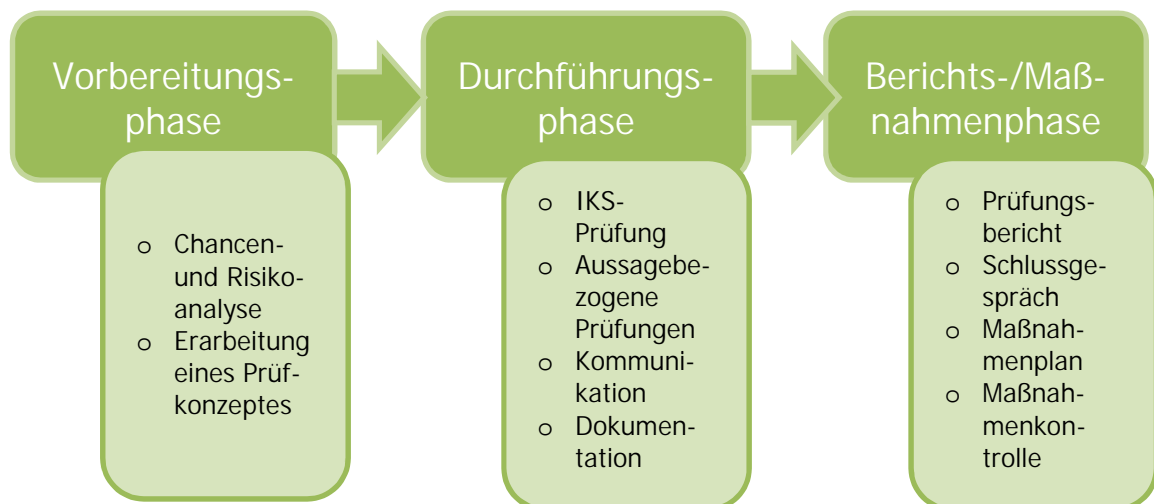 Vorbereitungs-
phase
o Chancen-
und Risiko-
analyse
o Erarbeitung
eines Prüf-
konzeptes
Durchführungs-
phase
o IKS-
Prüfung
o Aussagebe-
zogene
Prüfungen
o Kommuni-
kation
o Dokumen-
tation
Berichts-/Maß-
nahmenphase
o Prüfungs-
bericht
o Schlussge-
spräch
o Maßnah-
menplan
o Maßnah-
menkon-
trolle